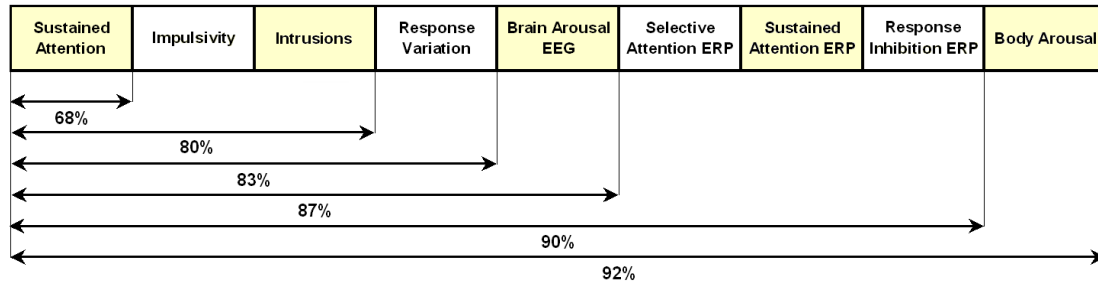 Sustained
Attention
Impulsivity
Intrusions
Response
Variation
Brain Arousal
EEG
Selective
Attention ERP
Sustained
Attention ERP
Response
Inhibition ERP
Body Arousal
68%
80%
83%
87%
90%
92%